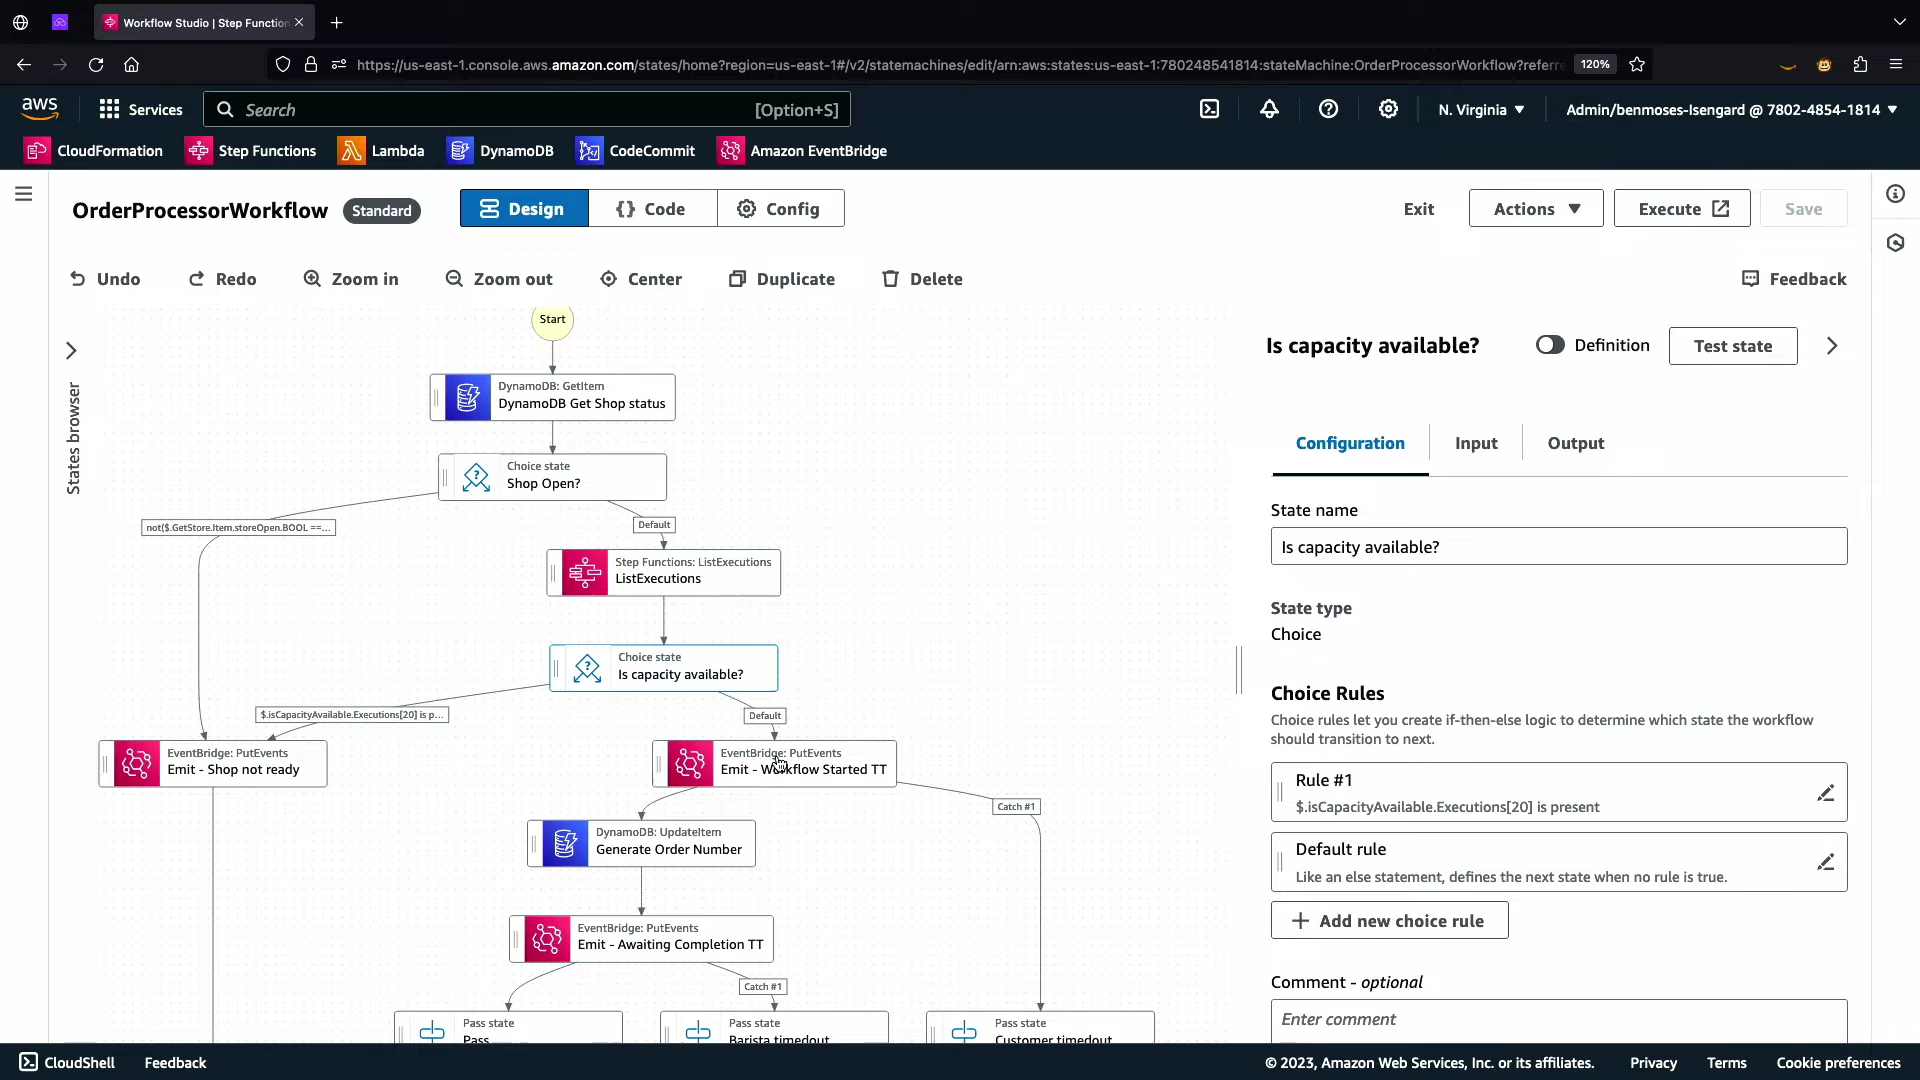 Workflow Studio | Step Function
https://us-east-1.console.aws.amazon.com/states/home?region=us-east-1#/v2/statemachines/edit/arn:aws:states:us-east-1:780248541814:stateMachine:OrderProcessorWorkflow?referre
120%
aws
Services
Search
[Option+S]
N. Virginia
Admin/benmoses-Isengard @ 7802-4854-1814
CloudFormation
Step Functions
Lambda
DynamoDB
CodeCommit
Amazon EventBridge
OrderProcessorWorkflow
Standard
Design
{} Code
Config
Exit
Actions
Execute
Save
Undo
Redo
Zoom in
Zoom out
Center
Duplicate
Delete
Feedback
States browser
Start
DynamoDB: GetItem
DynamoDB Get Shop status
Choice state
Shop Open?
not($.GetStore.Item.storeOpen.BOOL ==...
Default
Step Functions: ListExecutions
ListExecutions
Choice state
Is capacity available?
$.isCapacityAvailable.Executions[20] is p...
Default
EventBridge: PutEvents
Emit - Shop not ready
EventBridge: PutEvents
Emit - Workflow Started TT
Catch #1
DynamoDB: UpdateItem
Generate Order Number
EventBridge: PutEvents
Emit - Awaiting Completion TT
Catch #1
Pass state
Pass
Pass state
Barista timedout
Pass state
Customer timedout
Is capacity available?
Definition
Test state
Configuration
Input
Output
State name
Is capacity available?
State type
Choice
Choice Rules
Choice rules let you create if-then-else logic to determine which state the workflow
should transition to next.
Rule #1
$.isCapacityAvailable.Executions[20] is present
Default rule
Like an else statement, defines the next state when no rule is true.
+ Add new choice rule
Comment - optional
Enter comment
CloudShell
Feedback
© 2023, Amazon Web Services, Inc. or its affiliates.
Privacy
Terms
Cookie preferences